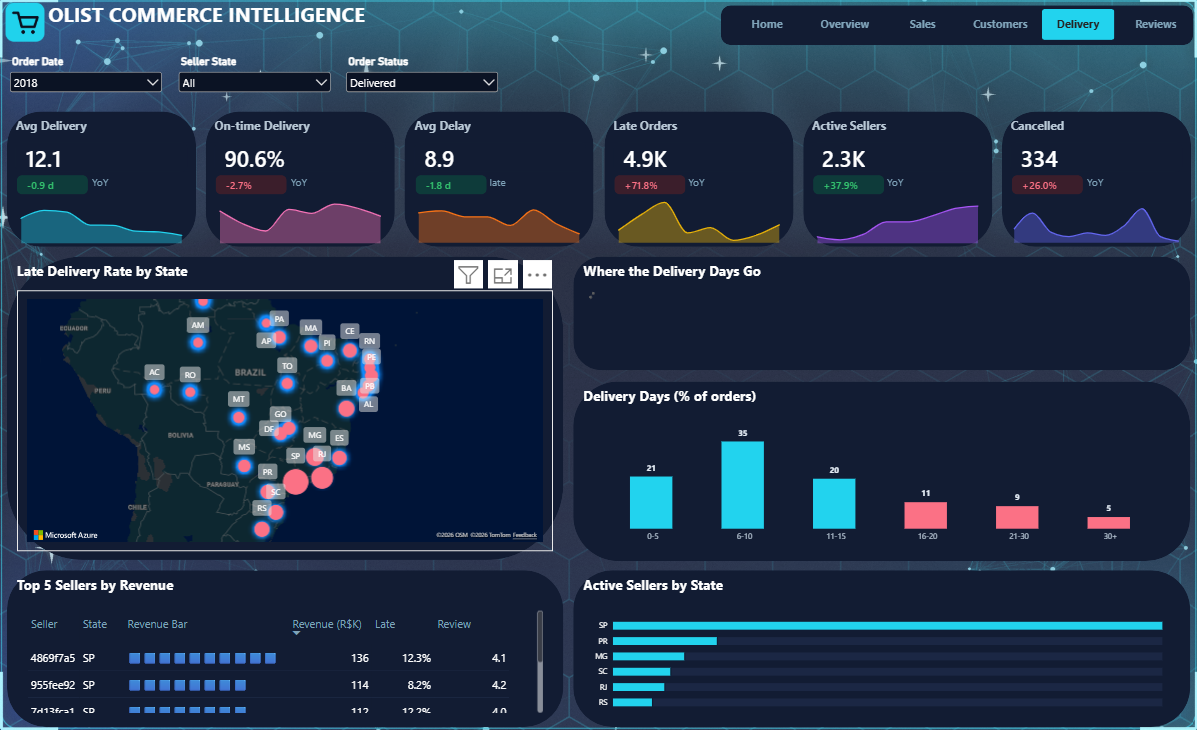 OLIST COMMERCE INTELLIGENCE
Home Overview Sales Customers Delivery Reviews
Order Date Seller State Order Status
2018 All Delivered
Avg Delivery
12.1
-0.9 d YoY
On-time Delivery
90.6%
-2.7% YoY
Avg Delay
8.9
-1.8 d late
Late Orders
4.9K
+71.8% YoY
Active Sellers
2.3K
+37.9% YoY
Cancelled
334
+26.0% YoY
Late Delivery Rate by State
ECUADOR
PERU
BRAZIL
BOLIVIA
PARAGUAY
CHILE
AM
PA
AP
MA
CE
PI
RN
PE
AC
RO
TO
BA
PB
AL
MT
GO
DF
MS
MG
ES
SP
RJ
PR
SC
RS
Microsoft Azure
©2026 OSM ©2026 TomTom Feedback
Where the Delivery Days Go
Delivery Days (% of orders)
21 35 20 11 9 5
0-5 6-10 11-15 16-20 21-30 30+
Top 5 Sellers by Revenue
Seller State Revenue Bar Revenue (R$K) Late Review
4869f7a5 SP 136 12.3% 4.1
955fee92 SP 114 8.2% 4.2
7d13fca1 SP 112 12.2% 4.0
Active Sellers by State
SP
PR
MG
SC
RJ
RS